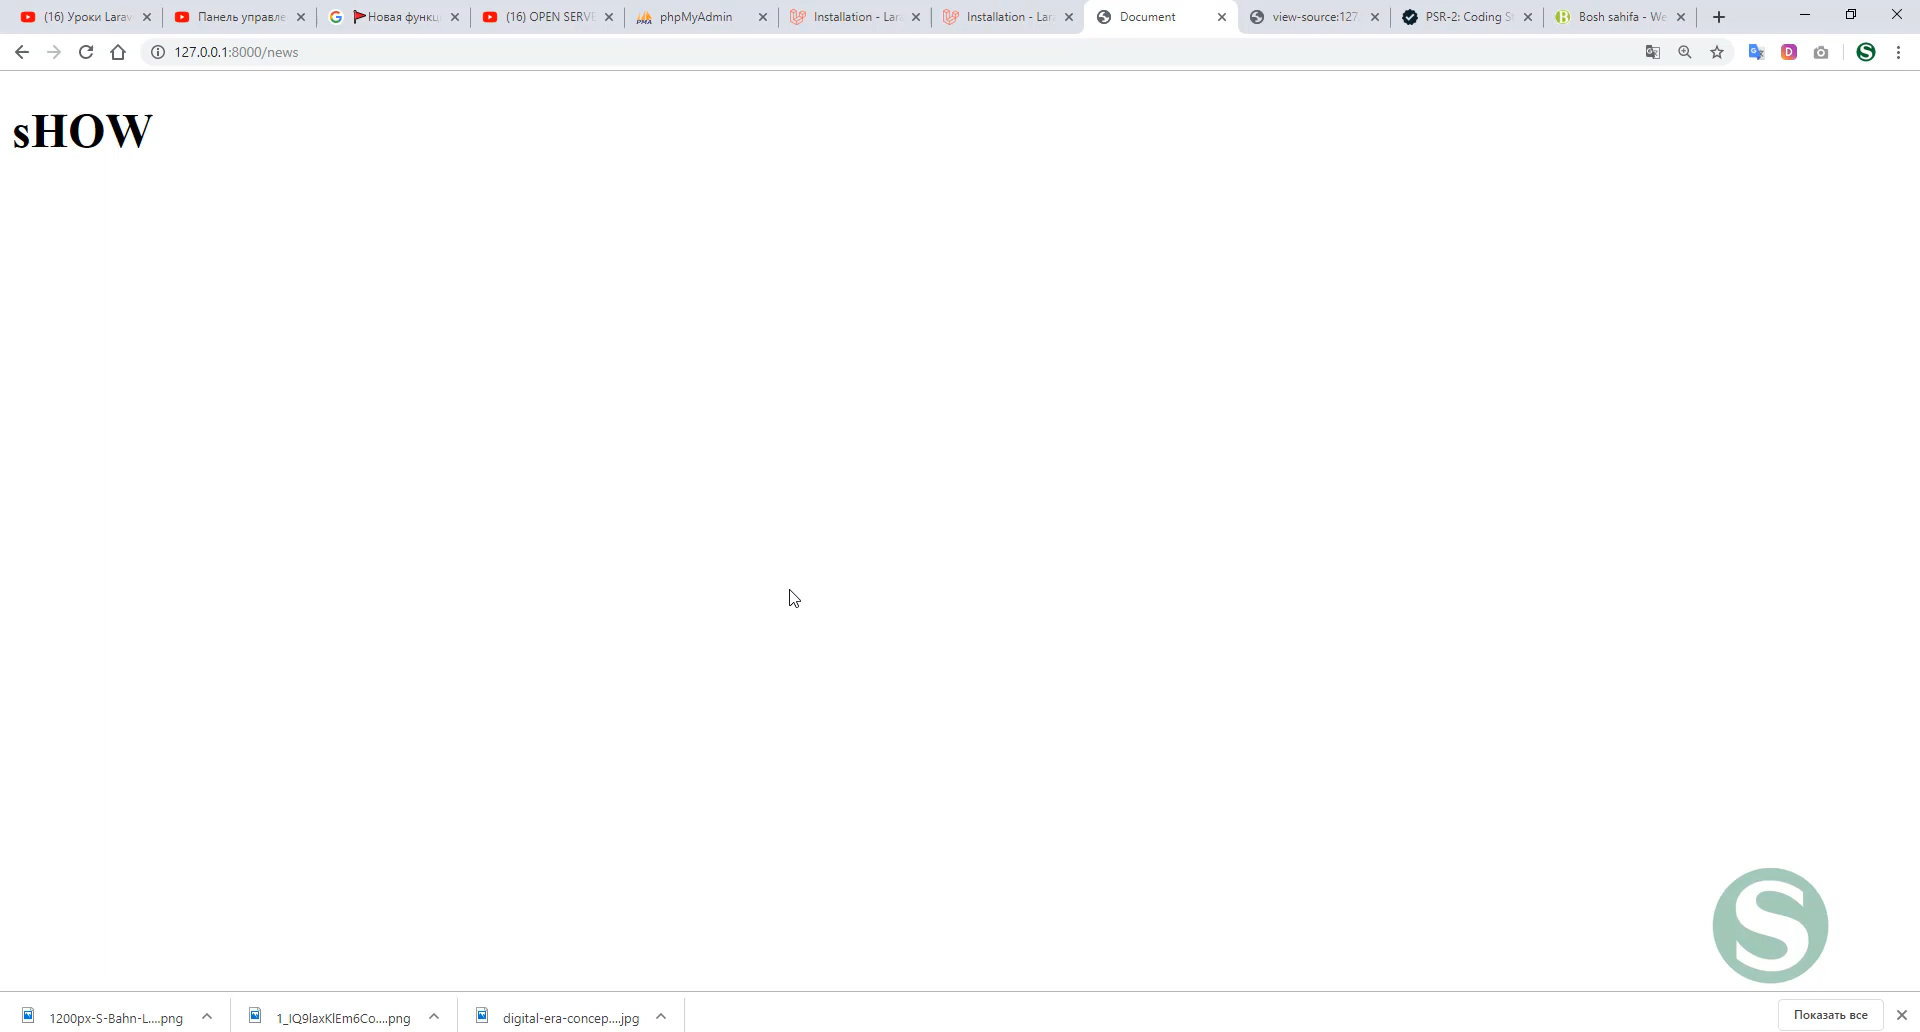 (16) Уроки Larav
Панель управле
Новая функц
(16) OPEN SERVE
phpMyAdmin
Installation - Lar
Installation - Lar
Document
view-source:127.
PSR-2: Coding S
Bosh sahifa - We
127.0.0.1:8000/news
sHOW
S
1200px-S-Bahn-L....png
1_IQ9laxKlEm6Co....png
digital-era-concep....jpg
Показать все